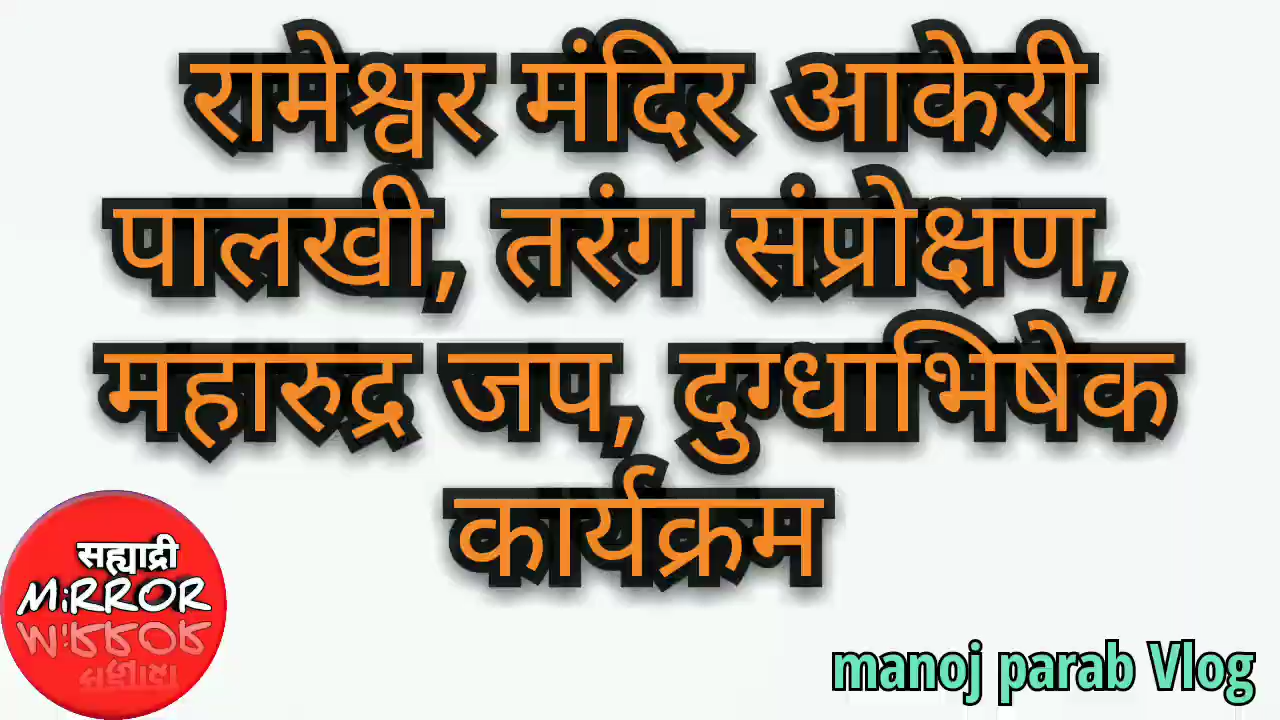 रामेश्वर मंदिर आकेरी
पालखी, तरंग संप्रोक्षण,
महारुद्र जप, दुग्धाभिषेक
कार्यक्रम
सह्याद्री
MiRROR
manoj parab Vlog